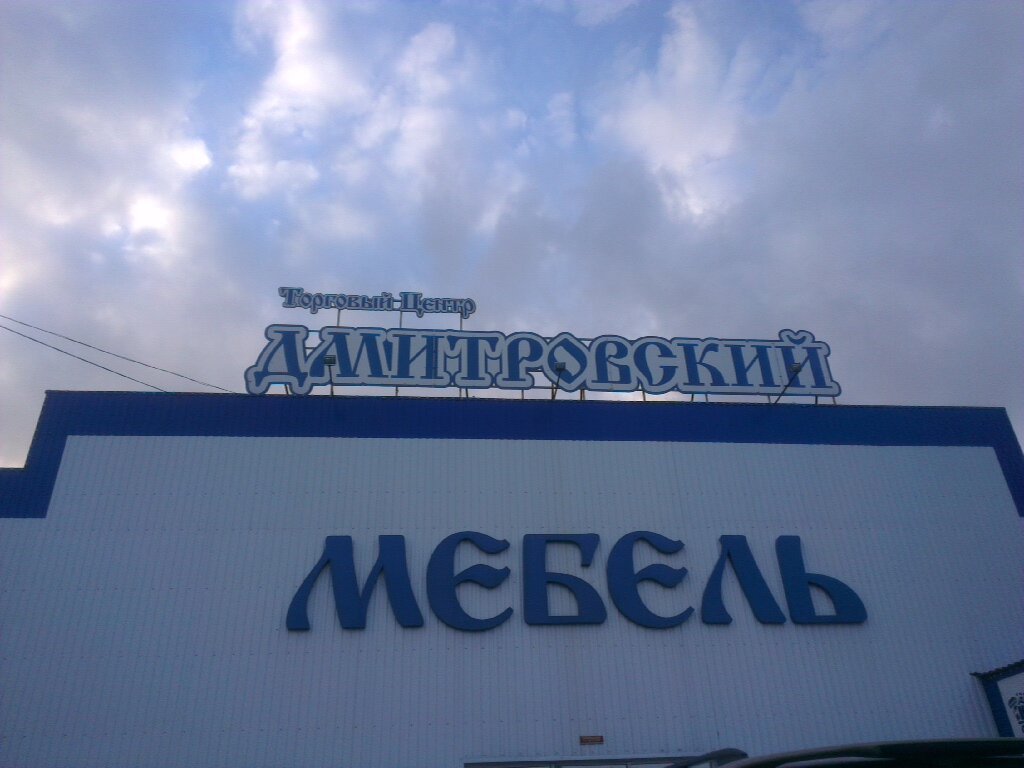 Торговый Центр
ДМИТРОВСКИЙ
МЕБЕЛЬ